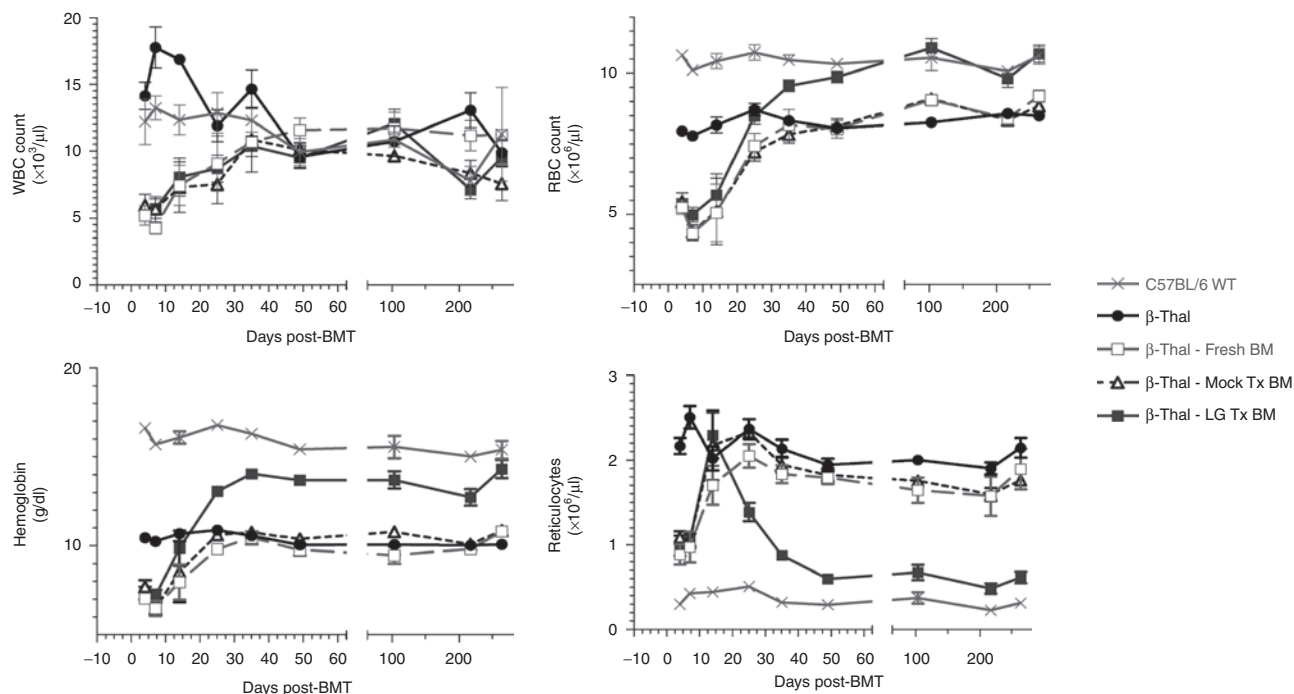 20
15
10
5
0
WBC count
(×10³/µl)
−10 0 10 20 30 40 50 60 100 200
Days post-BMT
10
5
RBC count
(×10⁶/µl)
−10 0 10 20 30 40 50 60 100 200
Days post-BMT
C57BL/6 WT
β-Thal
β-Thal - Fresh BM
β-Thal - Mock Tx BM
β-Thal - LG Tx BM
20
10
Hemoglobin
(g/dl)
−10 0 10 20 30 40 50 60 100 200
Days post-BMT
3
2
1
0
Reticulocytes
(×10⁶/µl)
−10 0 10 20 30 40 50 60 100 200
Days post-BMT